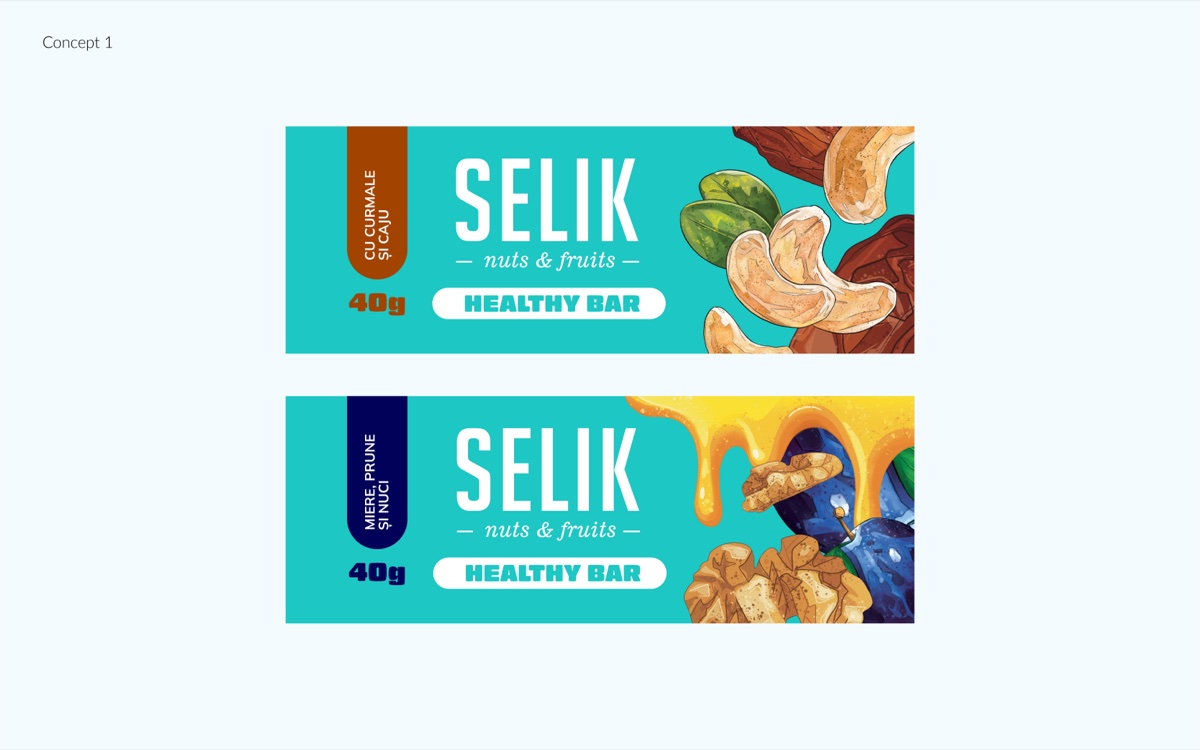 Concept 1
CU CURMALE
ȘI CAJU
40g
SELIK
— nuts & fruits —
HEALTHY BAR
MIERE, PRUNE
ȘI NUCI
40g
SELIK
— nuts & fruits —
HEALTHY BAR